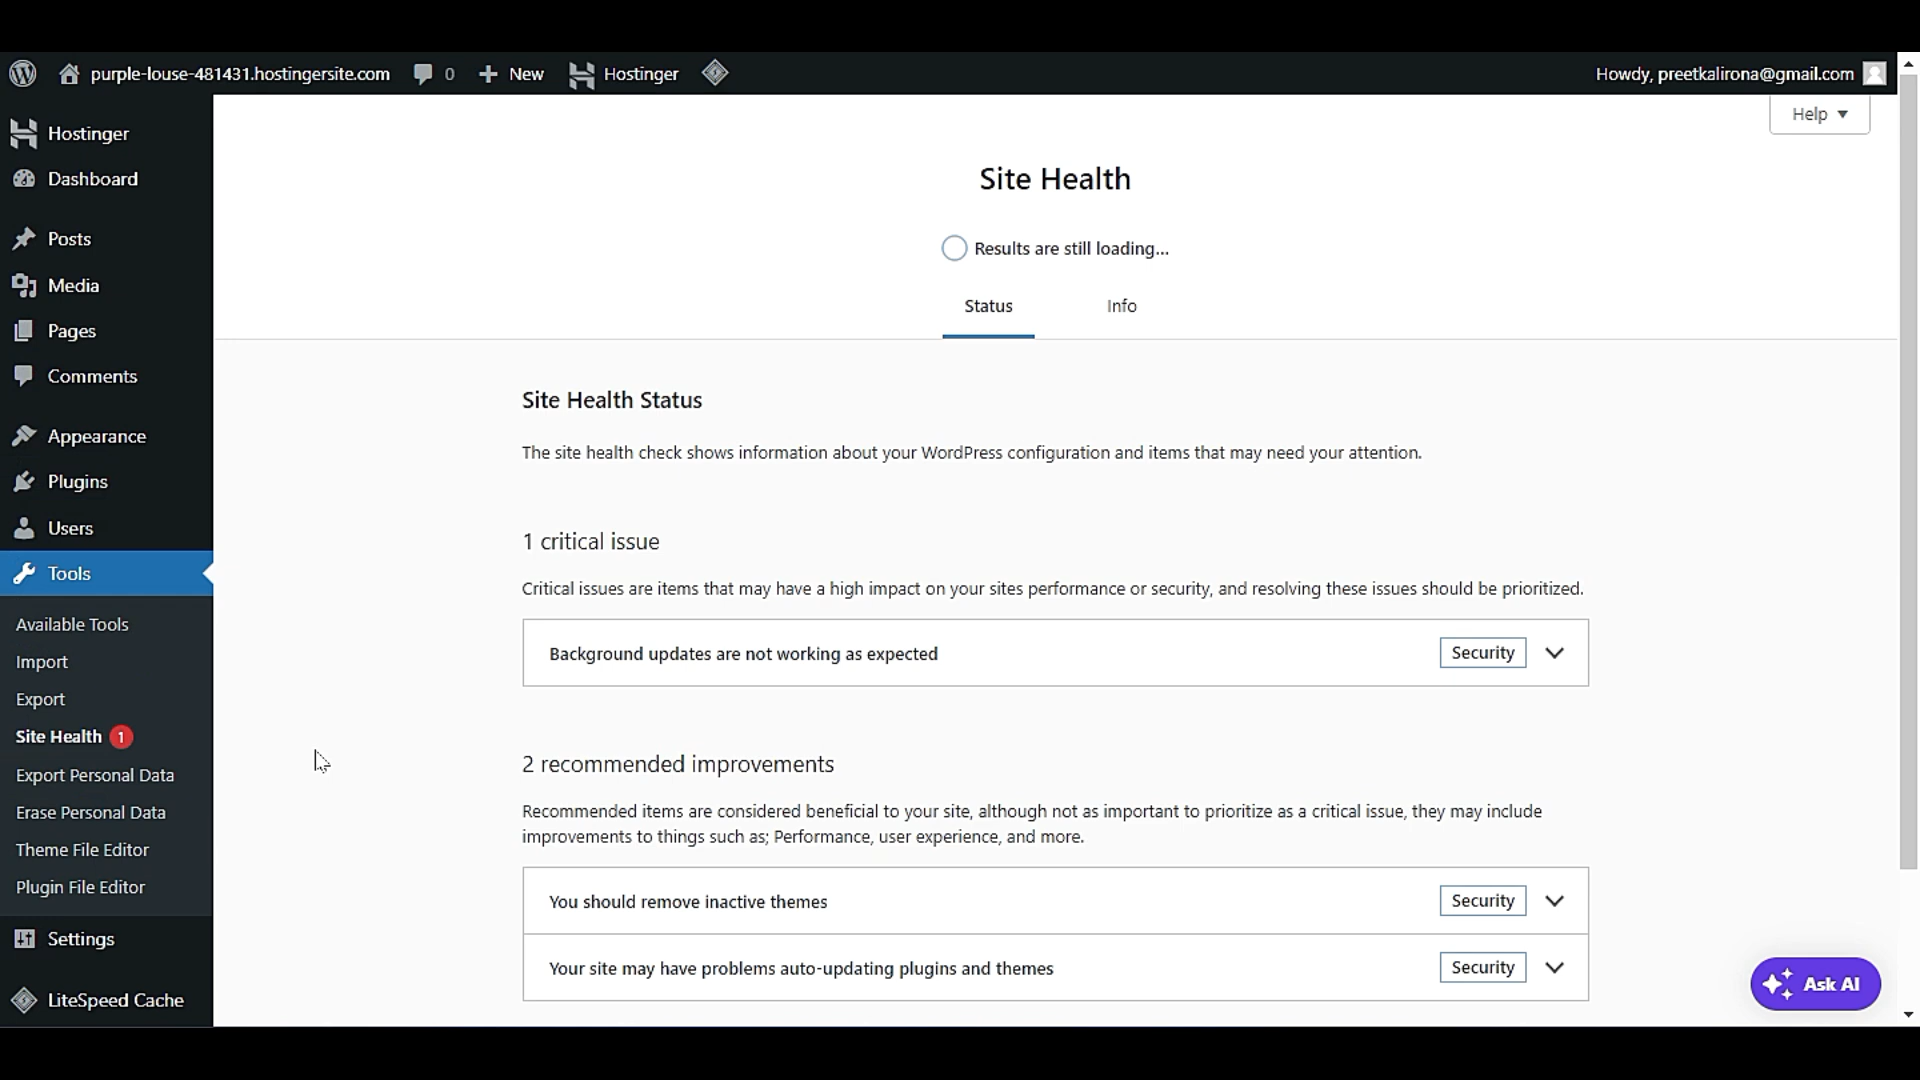 purple-louse-481431.hostingersite.com 0 New Hostinger Howdy, preetkalirona@gmail.com
Help
Hostinger
Dashboard
Posts
Media
Pages
Comments
Appearance
Plugins
Users
Tools
Available Tools
Import
Export
Site Health 1
Export Personal Data
Erase Personal Data
Theme File Editor
Plugin File Editor
Settings
LiteSpeed Cache
Site Health
Results are still loading...
Status Info
Site Health Status
The site health check shows information about your WordPress configuration and items that may need your attention.
1 critical issue
Critical issues are items that may have a high impact on your sites performance or security, and resolving these issues should be prioritized.
Background updates are not working as expected Security
2 recommended improvements
Recommended items are considered beneficial to your site, although not as important to prioritize as a critical issue, they may include
improvements to things such as; Performance, user experience, and more.
You should remove inactive themes Security
Your site may have problems auto-updating plugins and themes Security
Ask AI